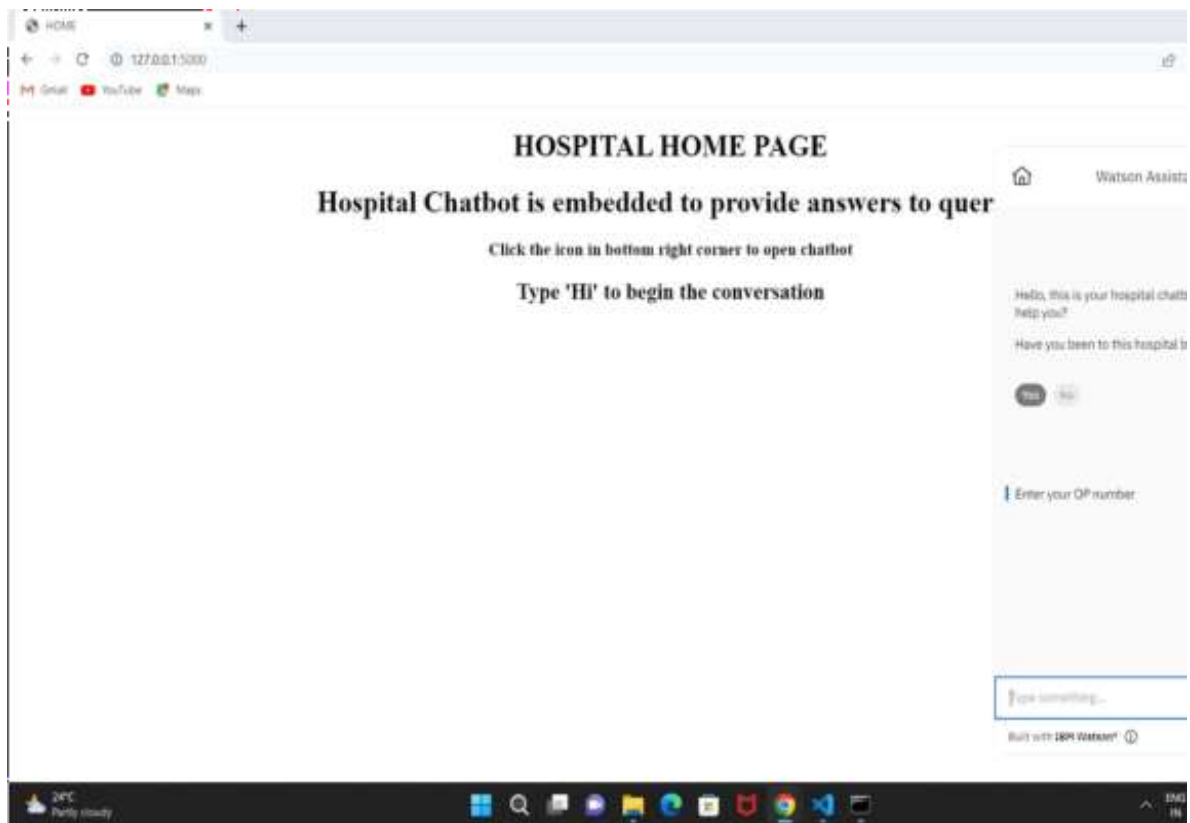 HOME
127.0.0.1:5000
Gmail YouTube Maps
HOSPITAL HOME PAGE
Hospital Chatbot is embedded to provide answers to quer
Click the icon in bottom right corner to open chatbot
Type 'Hi' to begin the conversation
Watson Assista
Hello, this is your hospital chatb
help you?
Have you been to this hospital b
Yes No
Enter your OP number
Type something...
Built with IBM Watson®
24°C
Partly cloudy
ENG
IN